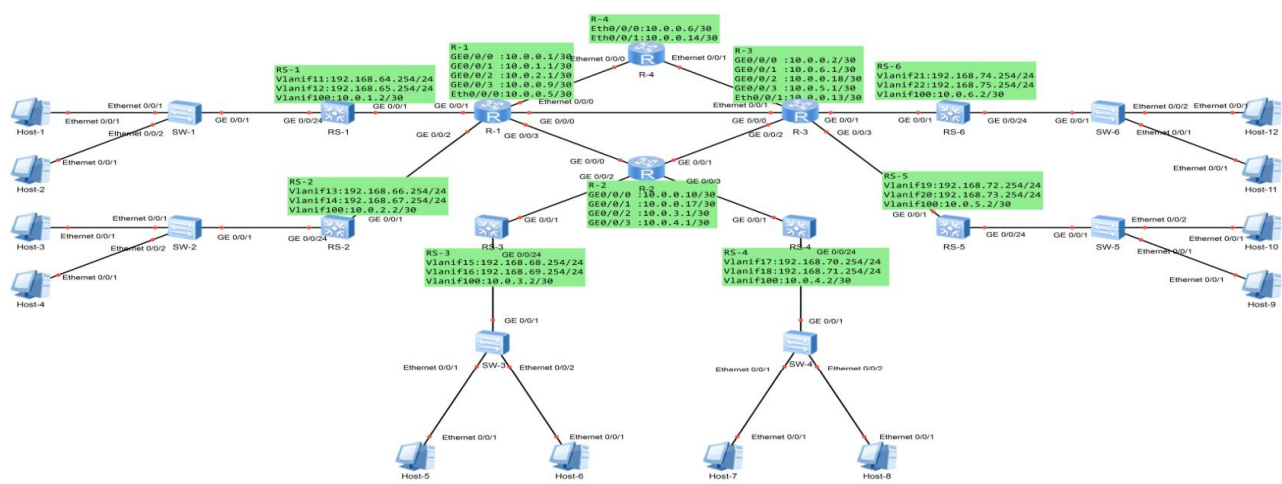 R-4
Eth0/0/0:10.0.0.6/30
Eth0/0/1:10.0.0.14/30
R-1
GE0/0/0 :10.0.0.1/30
GE0/0/1 :10.0.1.1/30
GE0/0/2 :10.0.2.1/30
GE0/0/3 :10.0.0.9/30
Eth0/0/0:10.0.0.5/30
R-3
GE0/0/0 :10.0.0.2/30
GE0/0/1 :10.0.6.1/30
GE0/0/2 :10.0.0.18/30
GE0/0/3 :10.0.5.1/30
Eth0/0/1:10.0.0.13/30
Ethernet 0/0/0
Ethernet 0/0/1
R
R-4
RS-1
Vlanif11:192.168.64.254/24
Vlanif12:192.168.65.254/24
Vlanif100:10.0.1.2/30
RS-6
Vlanif21:192.168.74.254/24
Vlanif22:192.168.75.254/24
Vlanif100:10.0.6.2/30
Host-1
Ethernet 0/0/1
Ethernet 0/0/1
Ethernet 0/0/2
SW-1
GE 0/0/1
GE 0/0/24
RS-1
GE 0/0/1
GE 0/0/1
R
R-1
Ethernet 0/0/0
GE 0/0/0
GE 0/0/2
GE 0/0/3
Ethernet 0/0/1
GE 0/0/0
GE 0/0/2
R
R-3
GE 0/0/1
GE 0/0/3
GE 0/0/1
RS-6
GE 0/0/24
GE 0/0/1
SW-6
Ethernet 0/0/2
Ethernet 0/0/1
Ethernet 0/0/1
Host-12
Ethernet 0/0/1
Host-2
Ethernet 0/0/1
Host-11
GE 0/0/0
GE 0/0/1
GE 0/0/2
GE 0/0/3
R
R-2
R-2
GE0/0/0 :10.0.0.10/30
GE0/0/1 :10.0.0.17/30
GE0/0/2 :10.0.3.1/30
GE0/0/3 :10.0.4.1/30
RS-2
Vlanif13:192.168.66.254/24
Vlanif14:192.168.67.254/24
Vlanif100:10.0.2.2/30
RS-5
Vlanif19:192.168.72.254/24
Vlanif20:192.168.73.254/24
Vlanif100:10.0.5.2/30
Host-3
Ethernet 0/0/1
Ethernet 0/0/1
Ethernet 0/0/2
SW-2
GE 0/0/1
GE 0/0/24
RS-2
GE 0/0/1
GE 0/0/1
RS-3
GE 0/0/24
GE 0/0/1
RS-4
GE 0/0/24
GE 0/0/1
RS-5
GE 0/0/24
GE 0/0/1
SW-5
Ethernet 0/0/2
Ethernet 0/0/1
Ethernet 0/0/1
Host-10
Ethernet 0/0/1
Host-4
Ethernet 0/0/1
Host-9
RS-3
Vlanif15:192.168.68.254/24
Vlanif16:192.168.69.254/24
Vlanif100:10.0.3.2/30
RS-4
Vlanif17:192.168.70.254/24
Vlanif18:192.168.71.254/24
Vlanif100:10.0.4.2/30
GE 0/0/1
SW-3
Ethernet 0/0/1
Ethernet 0/0/2
GE 0/0/1
SW-4
Ethernet 0/0/1
Ethernet 0/0/2
Ethernet 0/0/1
Host-5
Ethernet 0/0/1
Host-6
Ethernet 0/0/1
Host-7
Ethernet 0/0/1
Host-8